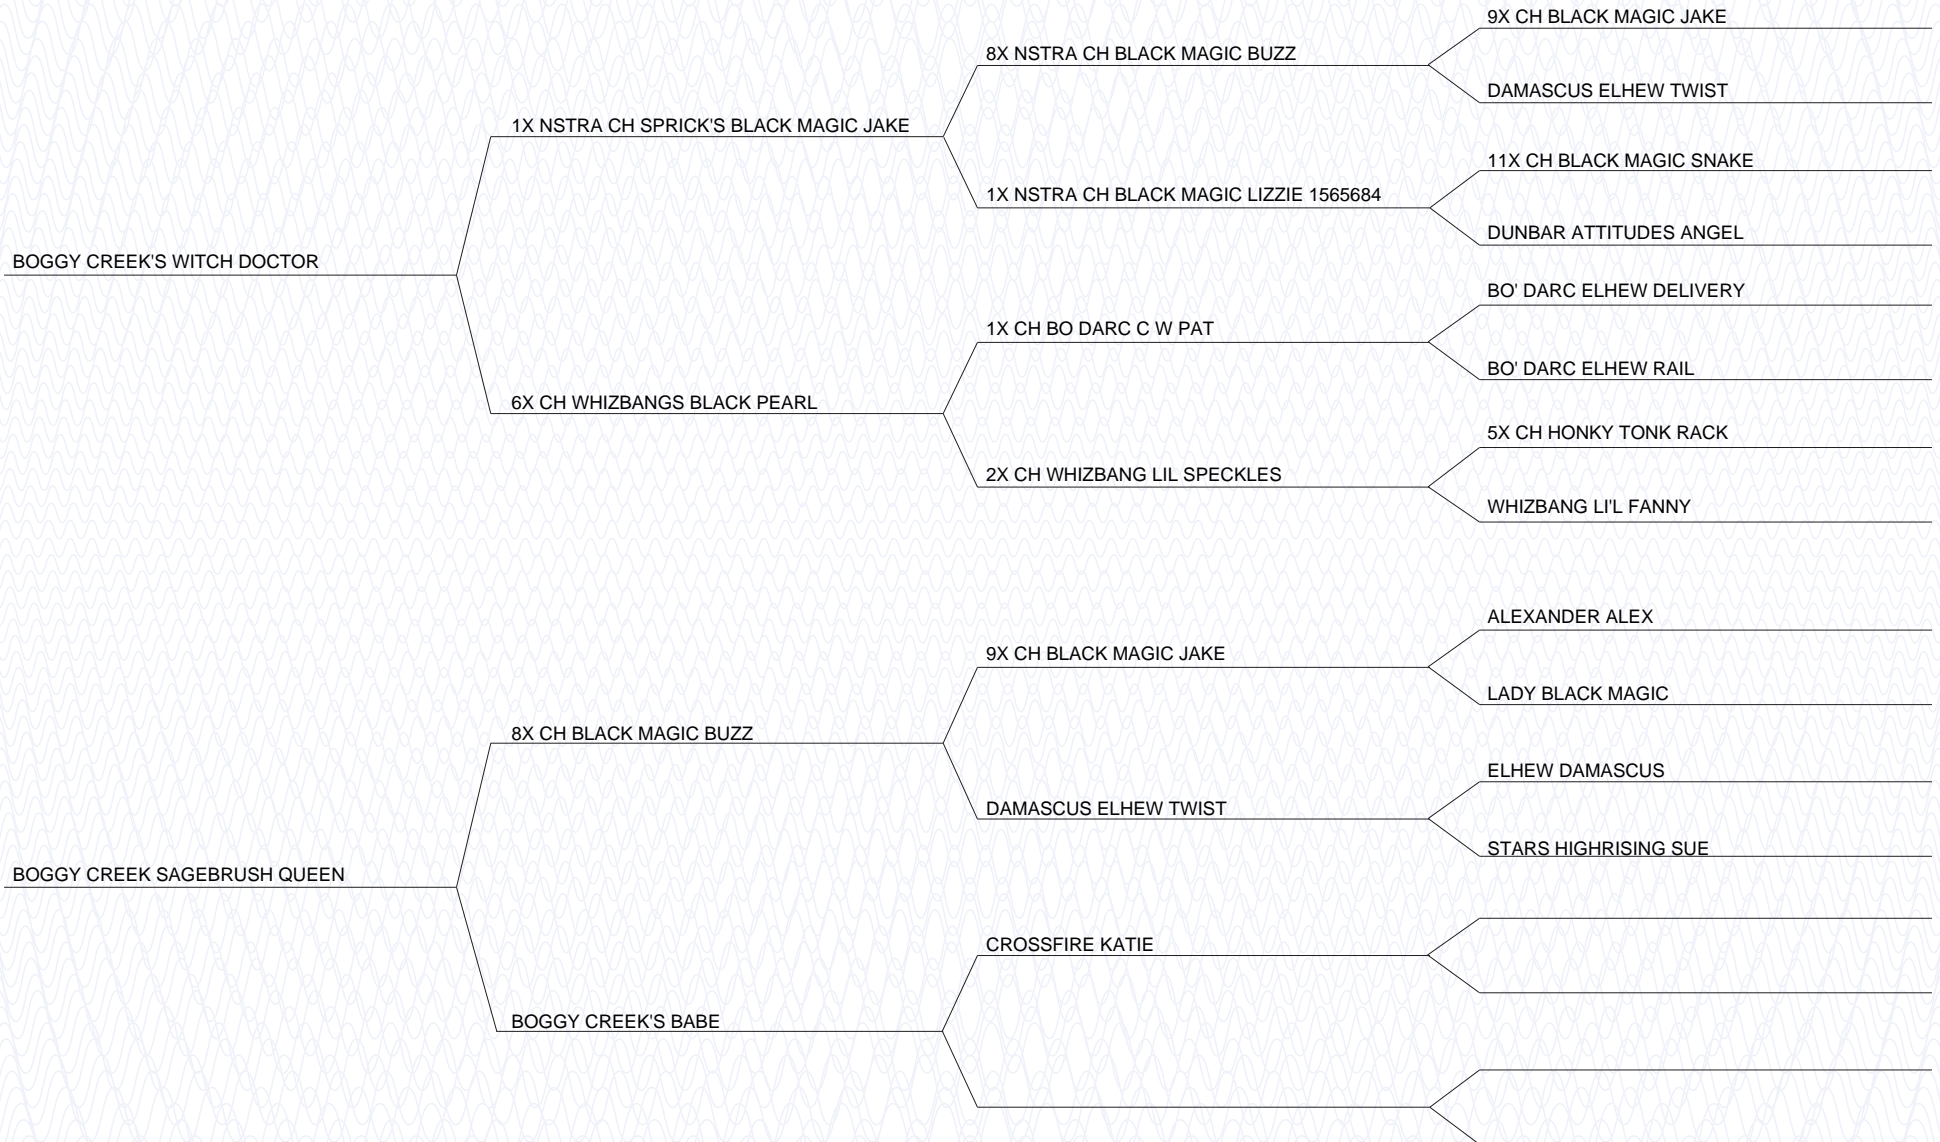 9X CH BLACK MAGIC JAKE
8X NSTRA CH BLACK MAGIC BUZZ
DAMASCUS ELHEW TWIST
1X NSTRA CH SPRICK'S BLACK MAGIC JAKE
11X CH BLACK MAGIC SNAKE
1X NSTRA CH BLACK MAGIC LIZZIE 1565684
DUNBAR ATTITUDES ANGEL
BOGGY CREEK'S WITCH DOCTOR
BO' DARC ELHEW DELIVERY
1X CH BO DARC C W PAT
BO' DARC ELHEW RAIL
6X CH WHIZBANGS BLACK PEARL
5X CH HONKY TONK RACK
2X CH WHIZBANG LIL SPECKLES
WHIZBANG LI'L FANNY
ALEXANDER ALEX
9X CH BLACK MAGIC JAKE
LADY BLACK MAGIC
8X CH BLACK MAGIC BUZZ
ELHEW DAMASCUS
DAMASCUS ELHEW TWIST
STARS HIGHRISING SUE
BOGGY CREEK SAGEBRUSH QUEEN
CROSSFIRE KATIE
BOGGY CREEK'S BABE